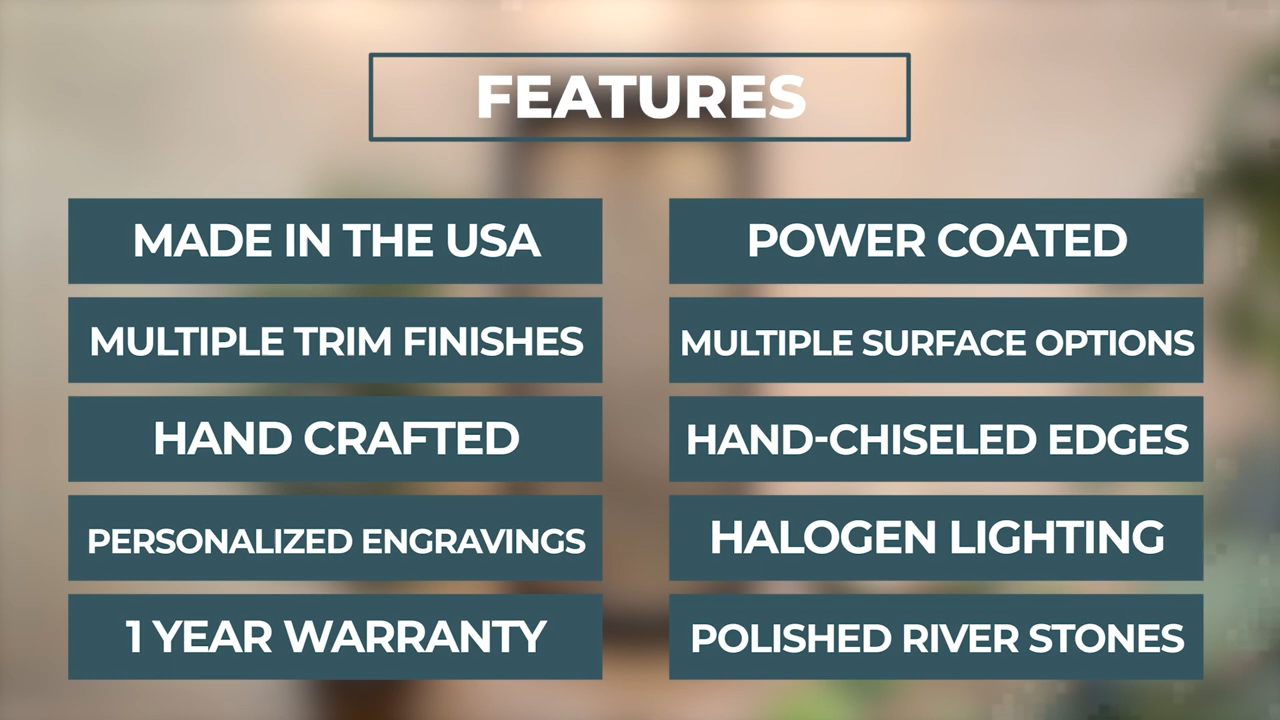 FEATURES
MADE IN THE USA
MULTIPLE TRIM FINISHES
HAND CRAFTED
PERSONALIZED ENGRAVINGS
1 YEAR WARRANTY
POWER COATED
MULTIPLE SURFACE OPTIONS
HAND-CHISELED EDGES
HALOGEN LIGHTING
POLISHED RIVER STONES